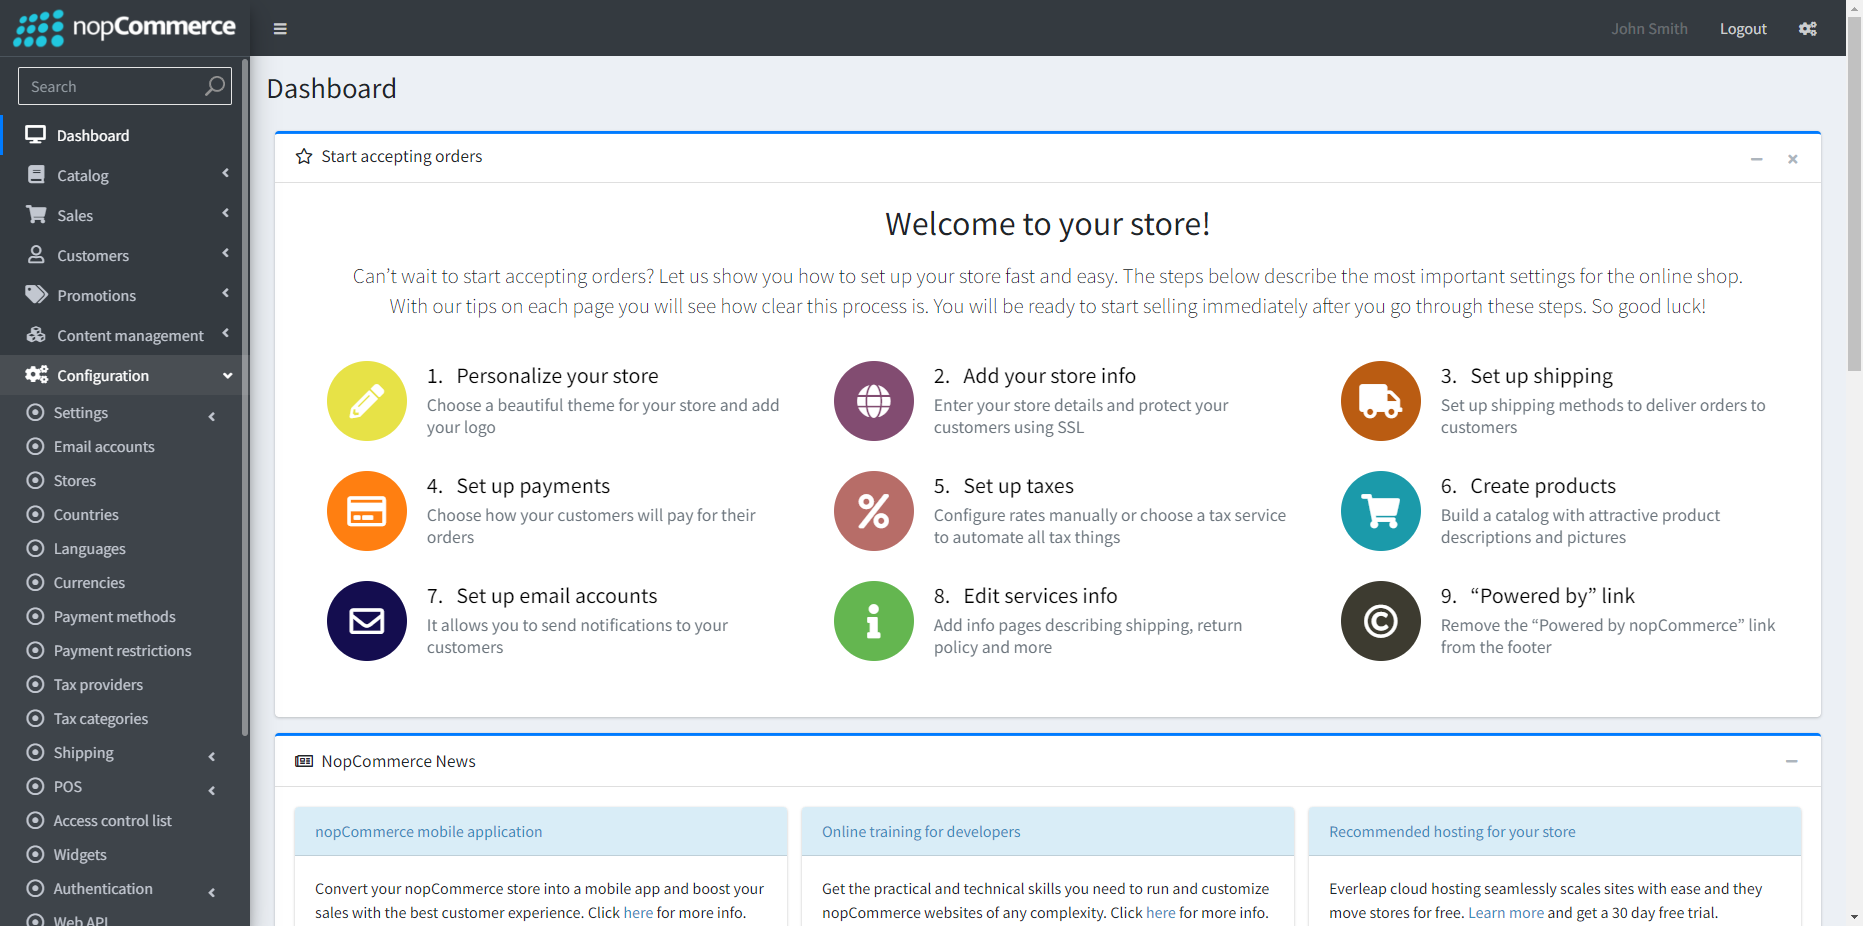 nopCommerce
John Smith
Logout
Search
Dashboard
Catalog
Sales
Customers
Promotions
Content management
Configuration
Settings
Email accounts
Stores
Countries
Languages
Currencies
Payment methods
Payment restrictions
Tax providers
Tax categories
Shipping
POS
Access control list
Widgets
Authentication
Web API
Dashboard
Start accepting orders
Welcome to your store!
Can’t wait to start accepting orders? Let us show you how to set up your store fast and easy. The steps below describe the most important settings for the online shop.
With our tips on each page you will see how clear this process is. You will be ready to start selling immediately after you go through these steps. So good luck!
1. Personalize your store
Choose a beautiful theme for your store and add
your logo
2. Add your store info
Enter your store details and protect your
customers using SSL
3. Set up shipping
Set up shipping methods to deliver orders to
customers
4. Set up payments
Choose how your customers will pay for their
orders
5. Set up taxes
Configure rates manually or choose a tax service
to automate all tax things
6. Create products
Build a catalog with attractive product
descriptions and pictures
7. Set up email accounts
It allows you to send notifications to your
customers
8. Edit services info
Add info pages describing shipping, return
policy and more
9. “Powered by” link
Remove the “Powered by nopCommerce” link
from the footer
NopCommerce News
nopCommerce mobile application
Convert your nopCommerce store into a mobile app and boost your
sales with the best customer experience. Click here for more info.
Online training for developers
Get the practical and technical skills you need to run and customize
nopCommerce websites of any complexity. Click here for more info.
Recommended hosting for your store
Everleap cloud hosting seamlessly scales sites with ease and they
move stores for free. Learn more and get a 30 day free trial.